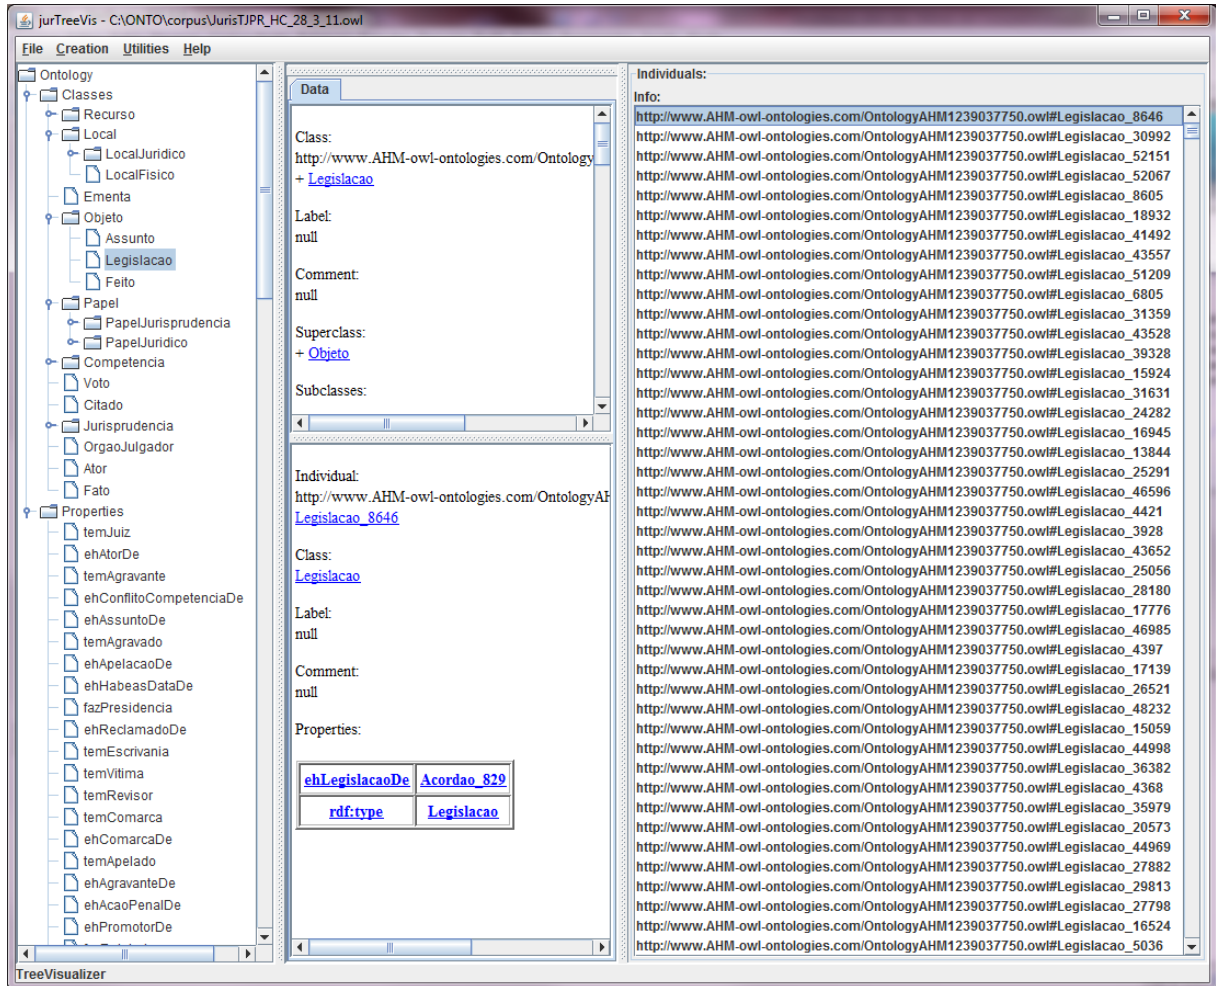 jurTreeVis - C:\ONTO\corpus\JurisTJPR_HC_28_3_11.owl
File Creation Utilities Help
Ontology
Classes
Recurso
Local
LocalJuridico
LocalFisico
Ementa
Objeto
Assunto
Legislacao
Feito
Papel
PapelJurisprudencia
PapelJuridico
Competencia
Voto
Citado
Jurisprudencia
OrgaoJulgador
Ator
Fato
Properties
temJuiz
ehAtorDe
temAgravante
ehConflitoCompetenciaDe
ehAssuntoDe
temAgravado
ehApelacaoDe
ehHabeasDataDe
fazPresidencia
ehReclamadoDe
temEscrivania
temVitima
temRevisor
temComarca
ehComarcaDe
temApelado
ehAgravanteDe
ehAcaoPenalDe
ehPromotorDe
Data
Class:
http://www.AHM-owl-ontologies.com/Ontology
+ Legislacao
Label:
null
Comment:
null
Superclass:
+ Objeto
Subclasses:
Individual:
http://www.AHM-owl-ontologies.com/OntologyAH
Legislacao_8646
Class:
Legislacao
Label:
null
Comment:
null
Properties:
ehLegislacaoDe Acordao_829
rdf:type Legislacao
Individuals:
Info:
http://www.AHM-owl-ontologies.com/OntologyAHM1239037750.owl#Legislacao_8646
http://www.AHM-owl-ontologies.com/OntologyAHM1239037750.owl#Legislacao_30992
http://www.AHM-owl-ontologies.com/OntologyAHM1239037750.owl#Legislacao_52151
http://www.AHM-owl-ontologies.com/OntologyAHM1239037750.owl#Legislacao_52067
http://www.AHM-owl-ontologies.com/OntologyAHM1239037750.owl#Legislacao_8605
http://www.AHM-owl-ontologies.com/OntologyAHM1239037750.owl#Legislacao_18932
http://www.AHM-owl-ontologies.com/OntologyAHM1239037750.owl#Legislacao_41492
http://www.AHM-owl-ontologies.com/OntologyAHM1239037750.owl#Legislacao_43557
http://www.AHM-owl-ontologies.com/OntologyAHM1239037750.owl#Legislacao_51209
http://www.AHM-owl-ontologies.com/OntologyAHM1239037750.owl#Legislacao_6805
http://www.AHM-owl-ontologies.com/OntologyAHM1239037750.owl#Legislacao_31359
http://www.AHM-owl-ontologies.com/OntologyAHM1239037750.owl#Legislacao_43528
http://www.AHM-owl-ontologies.com/OntologyAHM1239037750.owl#Legislacao_39328
http://www.AHM-owl-ontologies.com/OntologyAHM1239037750.owl#Legislacao_15924
http://www.AHM-owl-ontologies.com/OntologyAHM1239037750.owl#Legislacao_31631
http://www.AHM-owl-ontologies.com/OntologyAHM1239037750.owl#Legislacao_24282
http://www.AHM-owl-ontologies.com/OntologyAHM1239037750.owl#Legislacao_16945
http://www.AHM-owl-ontologies.com/OntologyAHM1239037750.owl#Legislacao_13844
http://www.AHM-owl-ontologies.com/OntologyAHM1239037750.owl#Legislacao_25291
http://www.AHM-owl-ontologies.com/OntologyAHM1239037750.owl#Legislacao_46596
http://www.AHM-owl-ontologies.com/OntologyAHM1239037750.owl#Legislacao_4421
http://www.AHM-owl-ontologies.com/OntologyAHM1239037750.owl#Legislacao_3928
http://www.AHM-owl-ontologies.com/OntologyAHM1239037750.owl#Legislacao_43652
http://www.AHM-owl-ontologies.com/OntologyAHM1239037750.owl#Legislacao_25056
http://www.AHM-owl-ontologies.com/OntologyAHM1239037750.owl#Legislacao_28180
http://www.AHM-owl-ontologies.com/OntologyAHM1239037750.owl#Legislacao_17776
http://www.AHM-owl-ontologies.com/OntologyAHM1239037750.owl#Legislacao_46985
http://www.AHM-owl-ontologies.com/OntologyAHM1239037750.owl#Legislacao_4397
http://www.AHM-owl-ontologies.com/OntologyAHM1239037750.owl#Legislacao_17139
http://www.AHM-owl-ontologies.com/OntologyAHM1239037750.owl#Legislacao_26521
http://www.AHM-owl-ontologies.com/OntologyAHM1239037750.owl#Legislacao_48232
http://www.AHM-owl-ontologies.com/OntologyAHM1239037750.owl#Legislacao_15059
http://www.AHM-owl-ontologies.com/OntologyAHM1239037750.owl#Legislacao_44998
http://www.AHM-owl-ontologies.com/OntologyAHM1239037750.owl#Legislacao_36382
http://www.AHM-owl-ontologies.com/OntologyAHM1239037750.owl#Legislacao_4368
http://www.AHM-owl-ontologies.com/OntologyAHM1239037750.owl#Legislacao_35979
http://www.AHM-owl-ontologies.com/OntologyAHM1239037750.owl#Legislacao_20573
http://www.AHM-owl-ontologies.com/OntologyAHM1239037750.owl#Legislacao_44969
http://www.AHM-owl-ontologies.com/OntologyAHM1239037750.owl#Legislacao_27882
http://www.AHM-owl-ontologies.com/OntologyAHM1239037750.owl#Legislacao_29813
http://www.AHM-owl-ontologies.com/OntologyAHM1239037750.owl#Legislacao_27798
http://www.AHM-owl-ontologies.com/OntologyAHM1239037750.owl#Legislacao_16524
http://www.AHM-owl-ontologies.com/OntologyAHM1239037750.owl#Legislacao_5036
TreeVisualizer